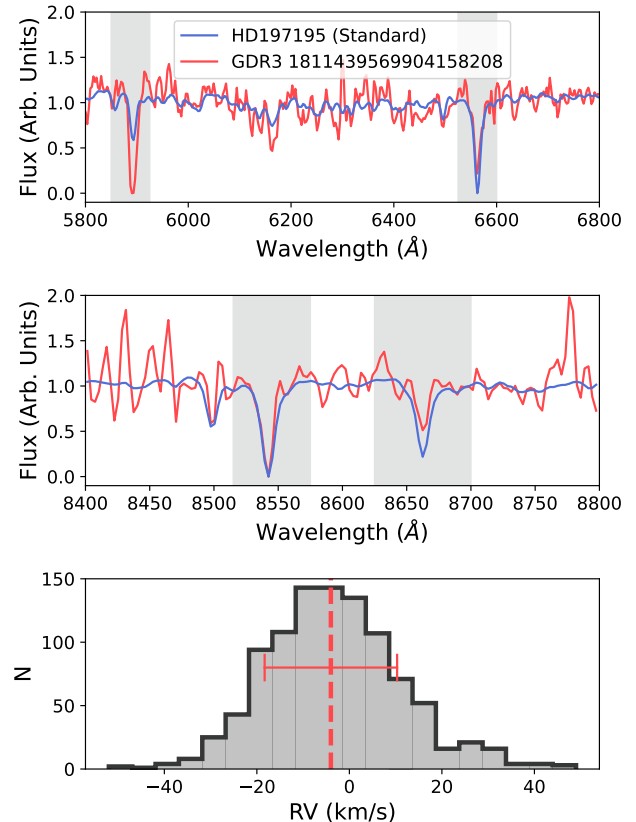 2.0
1.5
1.0
0.5
0.0
Flux (Arb. Units)
HD197195 (Standard)
GDR3 1811439569904158208
5800 6000 6200 6400 6600 6800
Wavelength (Å)
2.0
1.5
1.0
0.5
0.0
Flux (Arb. Units)
8400 8450 8500 8550 8600 8650 8700 8750 8800
Wavelength (Å)
150
100
50
0
N
−40 −20 0 20 40
RV (km/s)